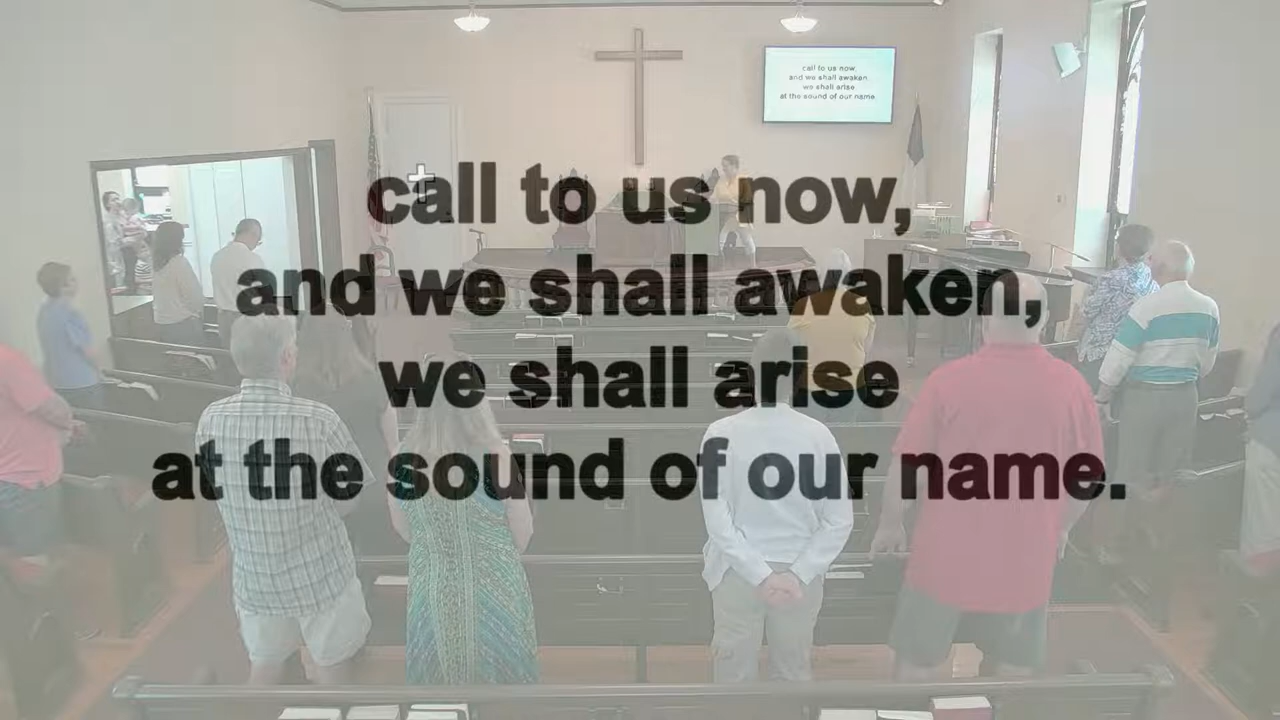 call to us now,
and we shall awaken
we shall arise
at the sound of our name
call to us now,
and we shall awaken,
we shall arise
at the sound of our name.